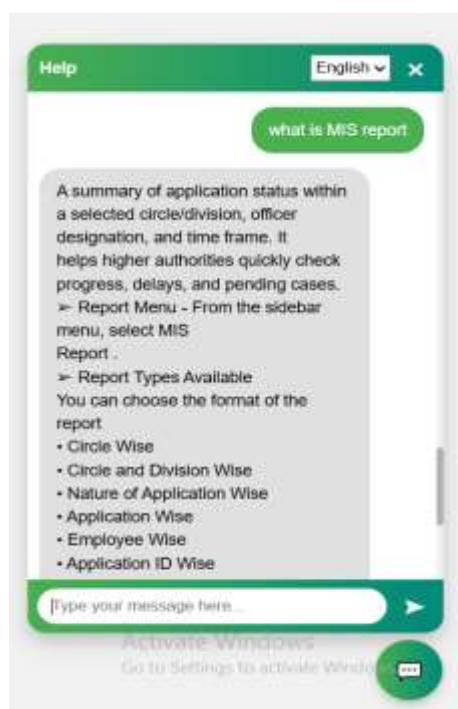 Help
English
what is MIS report
A summary of application status within
a selected circle/division, officer
designation, and time frame. It
helps higher authorities quickly check
progress, delays, and pending cases.
➢ Report Menu - From the sidebar
menu, select MIS
Report .
➢ Report Types Available
You can choose the format of the
report
• Circle Wise
• Circle and Division Wise
• Nature of Application Wise
• Application Wise
• Employee Wise
• Application ID Wise
Type your message here...
Activate Windows
Go to Settings to activate Windo